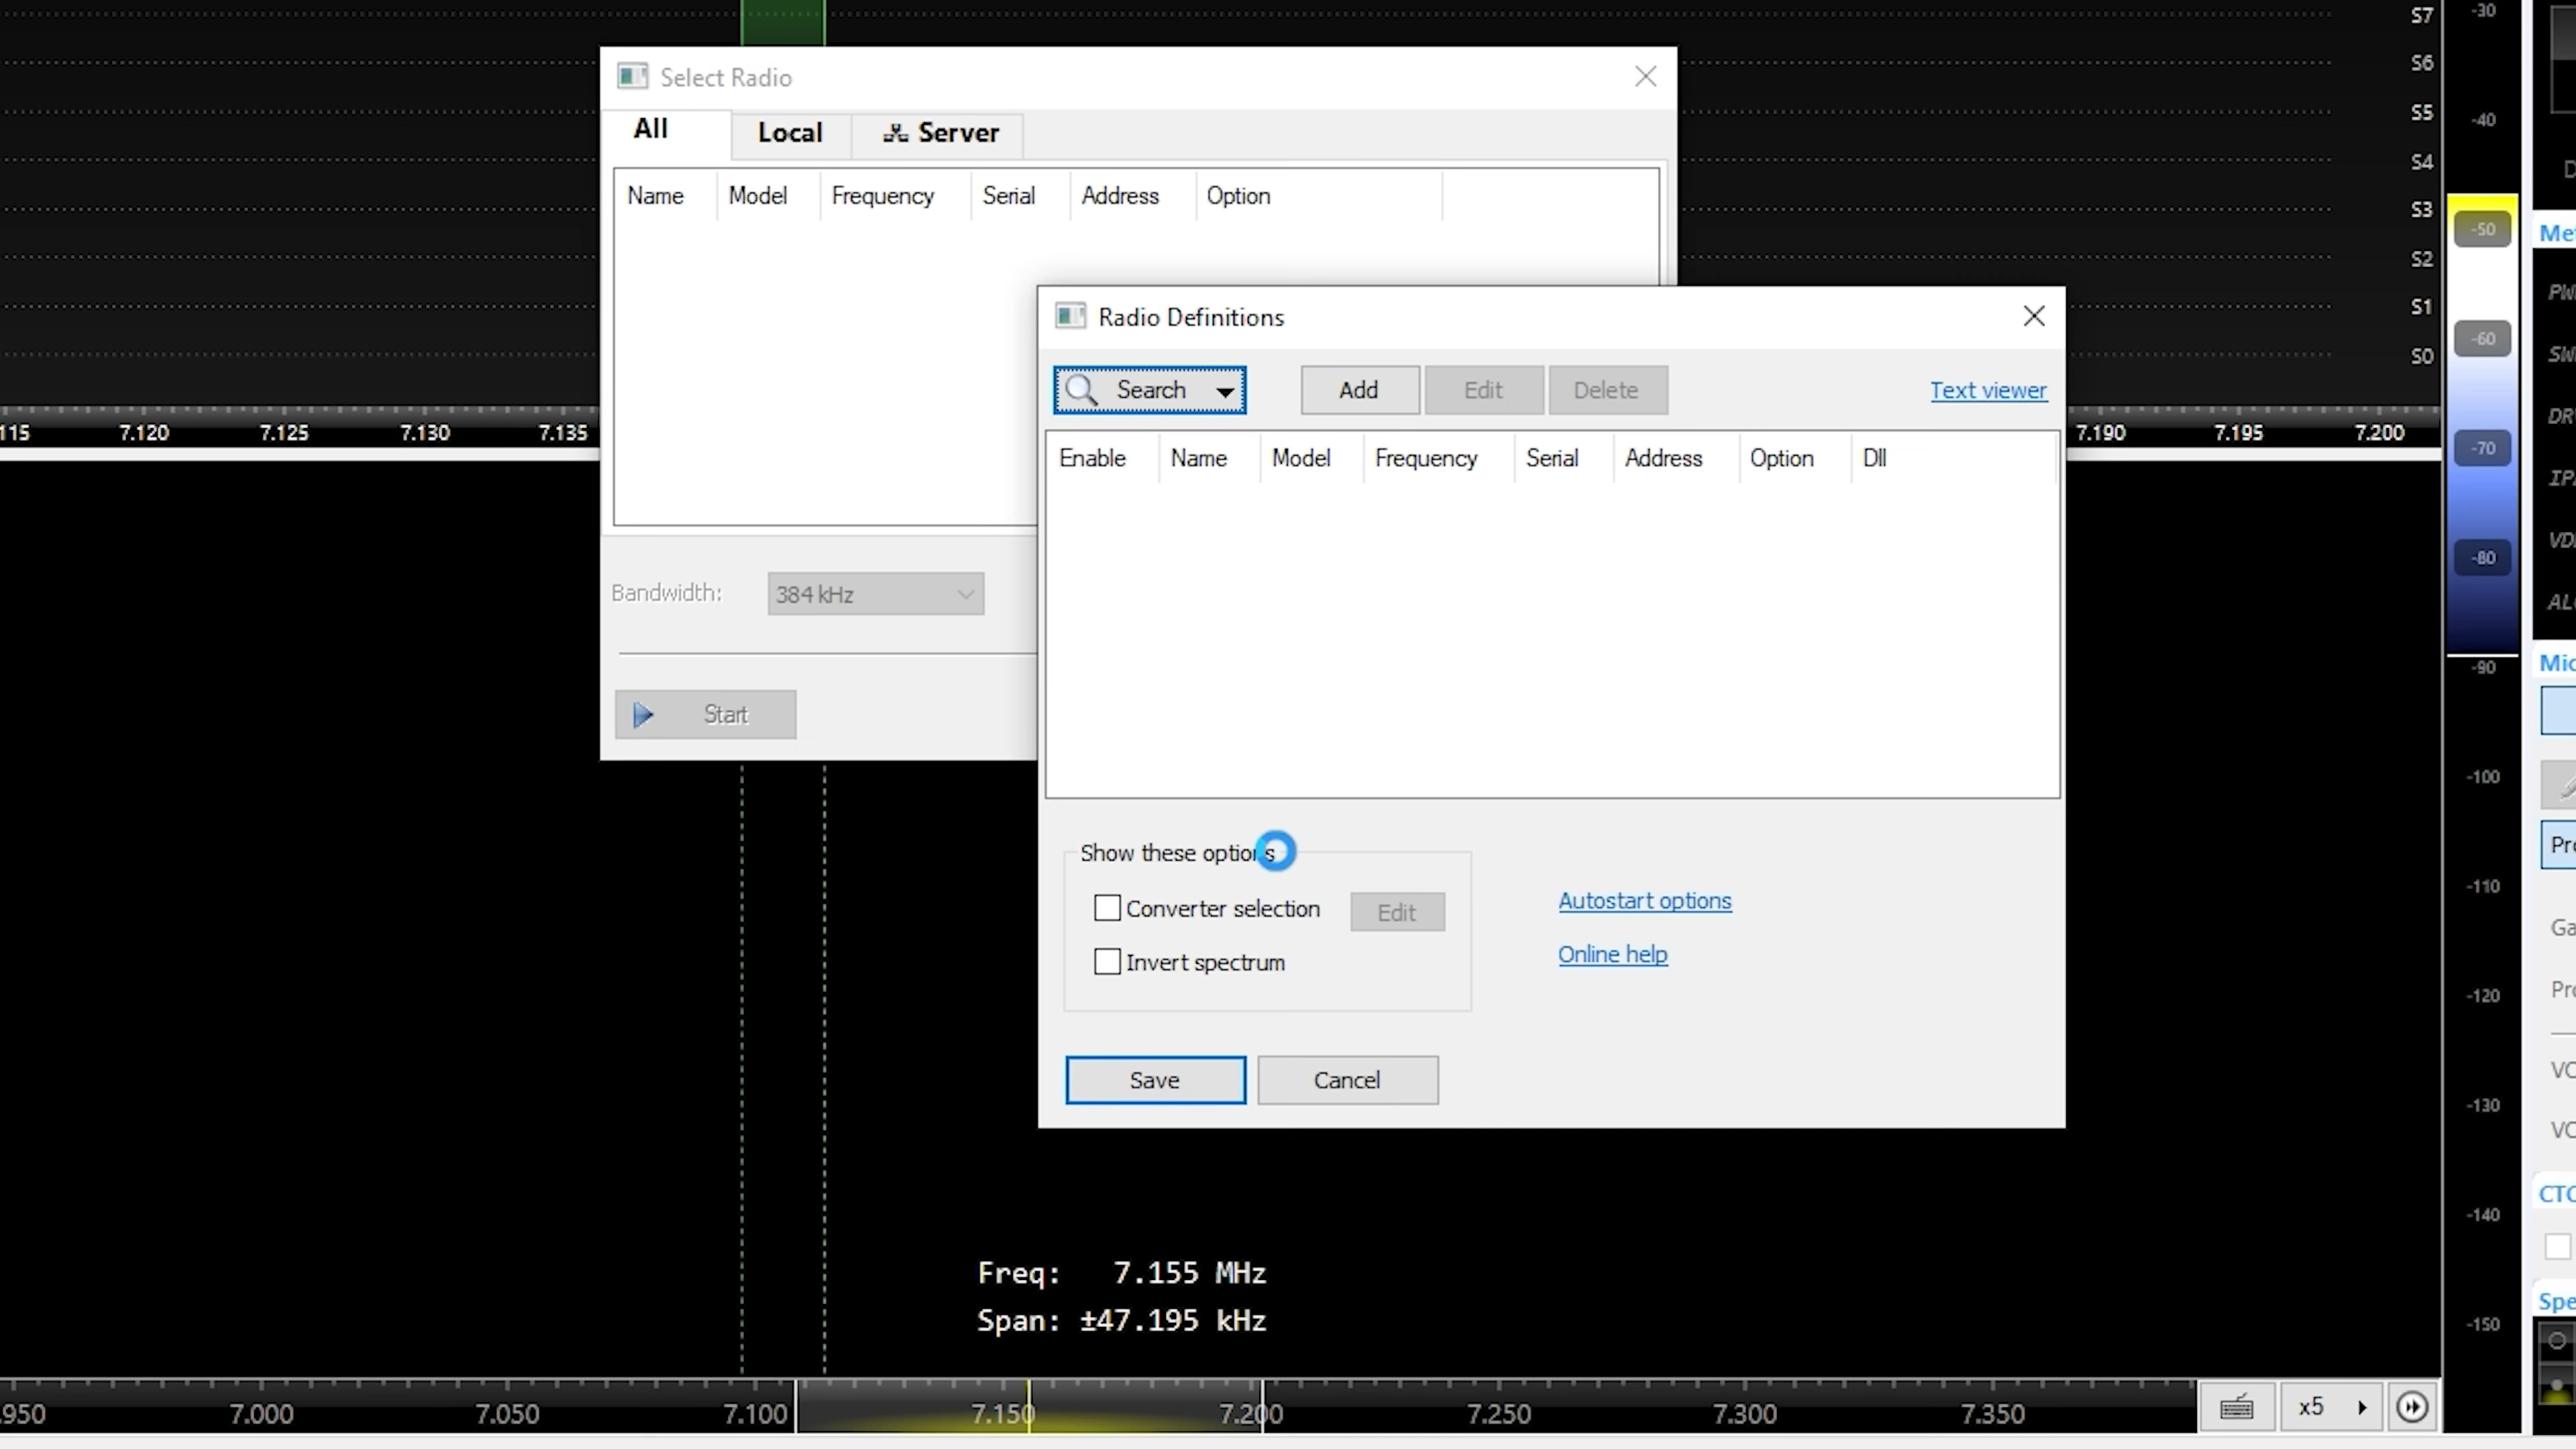 S7
-30
S6
S5
-40
S4
S3
S2
S1
S0
Select Radio
All
Local
Server
Name
Model
Frequency
Serial
Address
Option
Bandwidth:
384 kHz
Start
Radio Definitions
Search
Add
Edit
Delete
Text viewer
Enable
Name
Model
Frequency
Serial
Address
Option
Dll
Show these options
Converter selection
Edit
Invert spectrum
Autostart options
Online help
Save
Cancel
115
7.120
7.125
7.130
7.135
7.190
7.195
7.200
-50
-60
-70
-80
-90
-100
-110
-120
-130
-140
-150
Freq: 7.155 MHz
Span: ±47.195 kHz
.950
7.000
7.050
7.100
7.150
7.200
7.250
7.300
7.350
x5